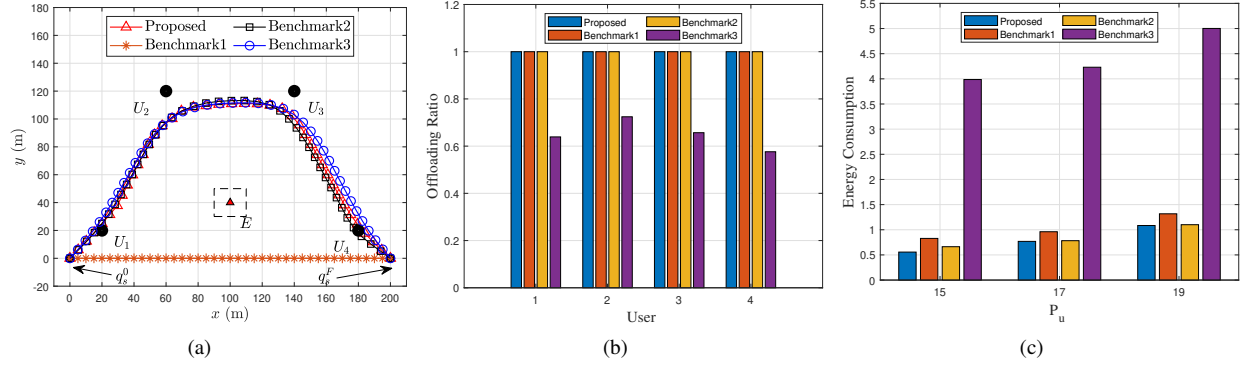 180
160
140
120
100
80
60
40
20
0
-20
y (m)
Proposed
Benchmark2
Benchmark1
Benchmark3
U2
U3
U1
U4
E
q_s^0
q_s^F
0 20 40 60 80 100 120 140 160 180 200
x (m)
(a)
1.2
1
0.8
0.6
0.4
0.2
0
Offloading Ratio
Proposed
Benchmark1
Benchmark2
Benchmark3
1 2 3 4
User
(b)
5.5
5
4.5
4
3.5
3
2.5
2
1.5
1
0.5
0
Energy Consumption
Proposed
Benchmark1
Benchmark2
Benchmark3
15 17 19
P_u
(c)